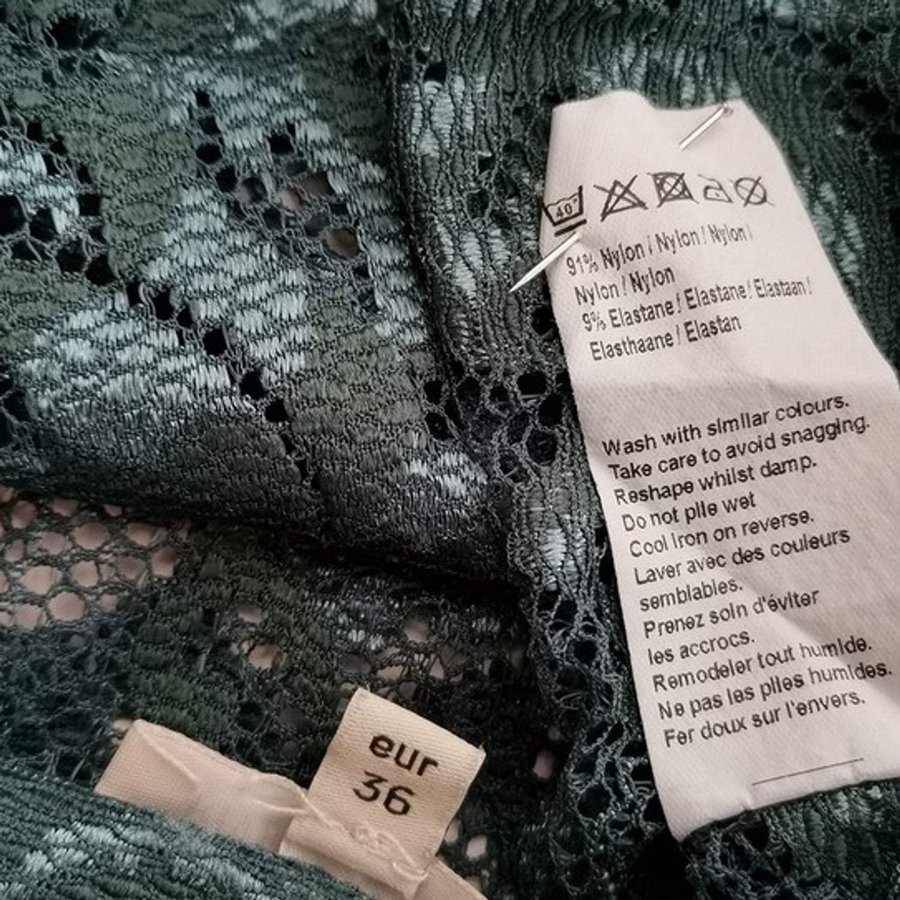 40°
91% Nylon / Nylon / Nylon /
Nylon / Nylon
9% Elastane / Elastane / Elastaan /
Elasthaane / Elastan
Wash with similar colours.
Take care to avoid snagging.
Reshape whilst damp.
Do not pile wet
Cool Iron on reverse.
Laver avec des couleurs
semblables.
Prenez soin d'éviter
les accrocs.
Remodeler tout humide.
Ne pas les piles humides.
Fer doux sur l'envers.
eur
36